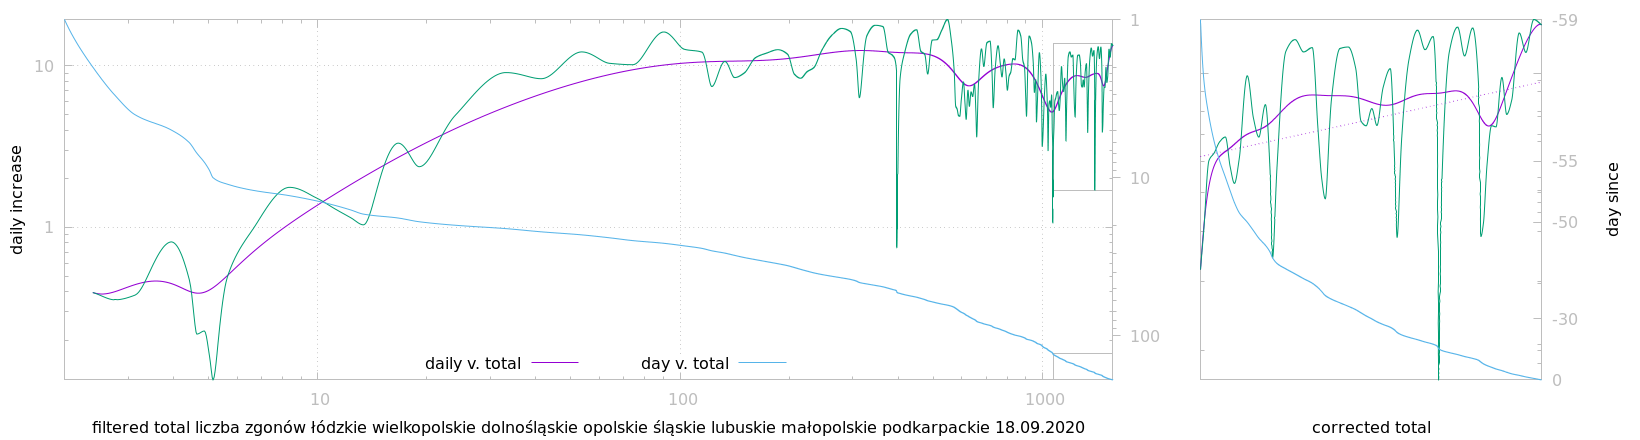 10
1
daily increase
daily v. total
day v. total
10
100
1000
1
10
100
day since
filtered total liczba zgonów łódzkie wielkopolskie dolnośląskie opolskie śląskie lubuskie małopolskie podkarpackie 18.09.2020
-59
-55
-50
-30
0
corrected total